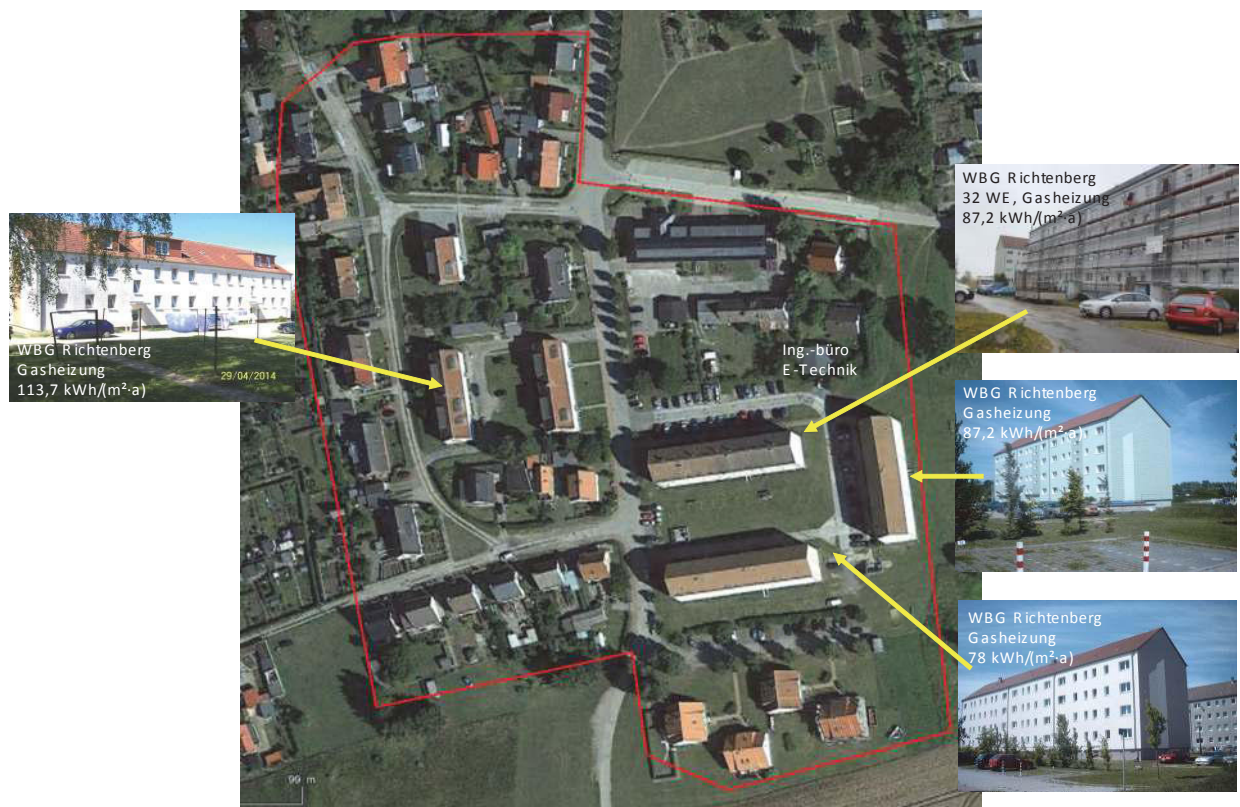 WBG Richtenberg
Gasheizung
113,7 kWh/(m²·a)
29/04/2014
Ing.-büro
E-Technik
99 m
WBG Richtenberg
32 WE, Gasheizung
87,2 kWh/(m²·a)
WBG Richtenberg
Gasheizung
87,2 kWh/(m²·a)
WBG Richtenberg
Gasheizung
78 kWh/(m²·a)